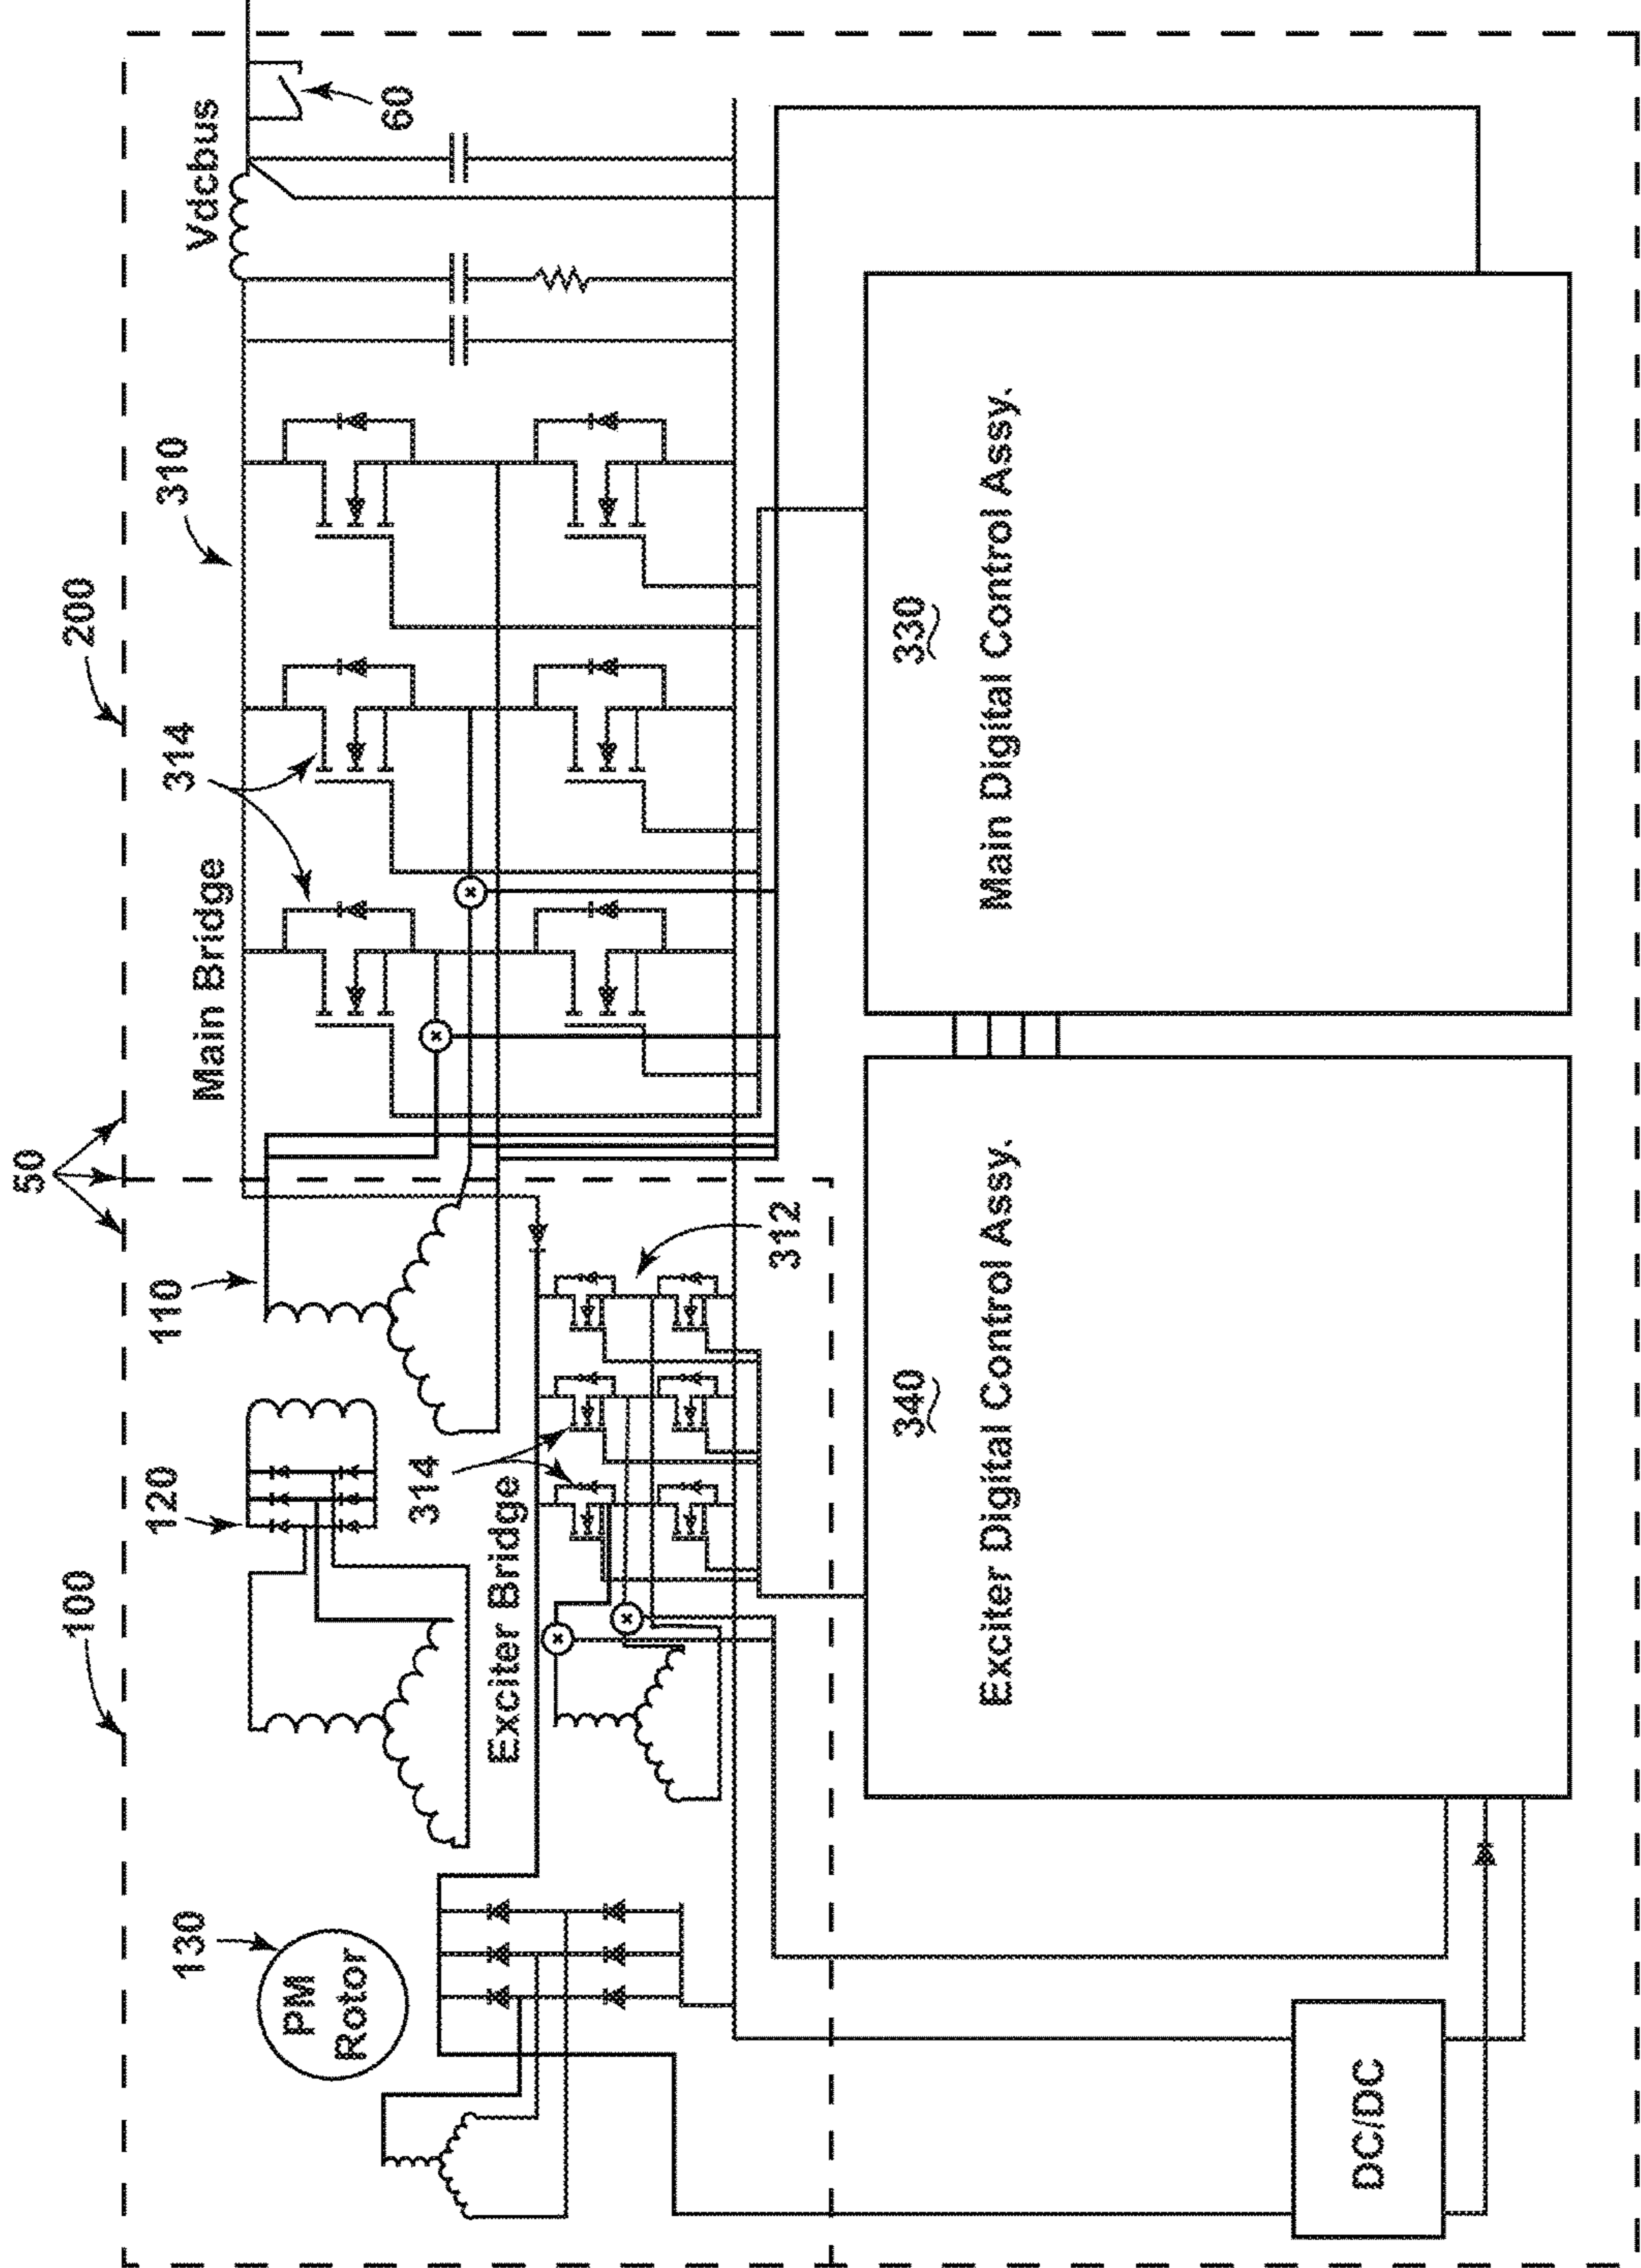 50
100
200
130
PM
Rotor
120
110
Main Bridge
314
310
Vdcbus
60
Exciter Bridge
314
312
340
Exciter Digital Control Assy.
330
Main Digital Control Assy.
DC/DC